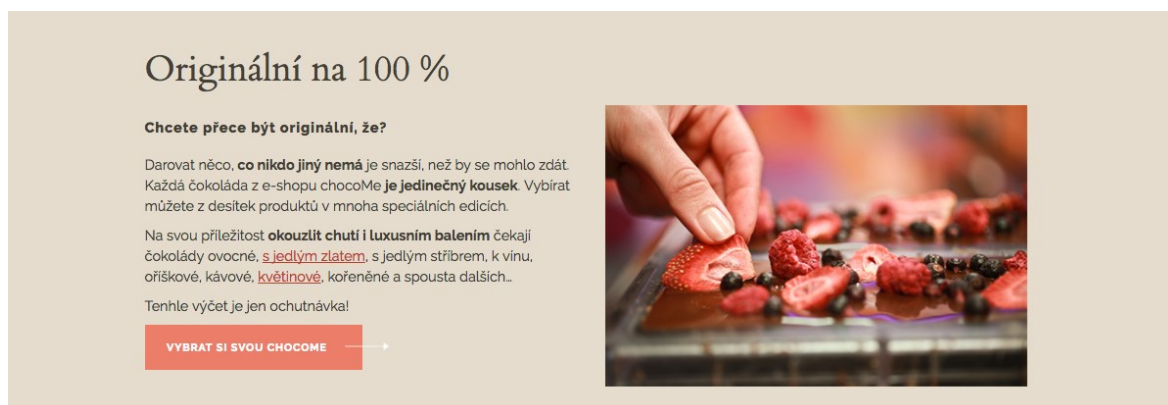 Originální na 100 %
Chcete přece být originální, že?
Darovat něco, co nikdo jiný nemá je snazší, než by se mohlo zdát.
Každá čokoláda z e-shopu chocoMe je jedinečný kousek. Vybírat
můžete z desítek produktů v mnoha speciálních edicích.
Na svou příležitost okouzlit chutí i luxusním balením čekají
čokolády ovocné, s jedlým zlatem, s jedlým stříbrem, k vínu,
oříškové, kávové, květinové, kořeněné a spousta dalších...
Tenhle výčet je jen ochutnávka!
VYBRAT SI SVOU CHOCOME